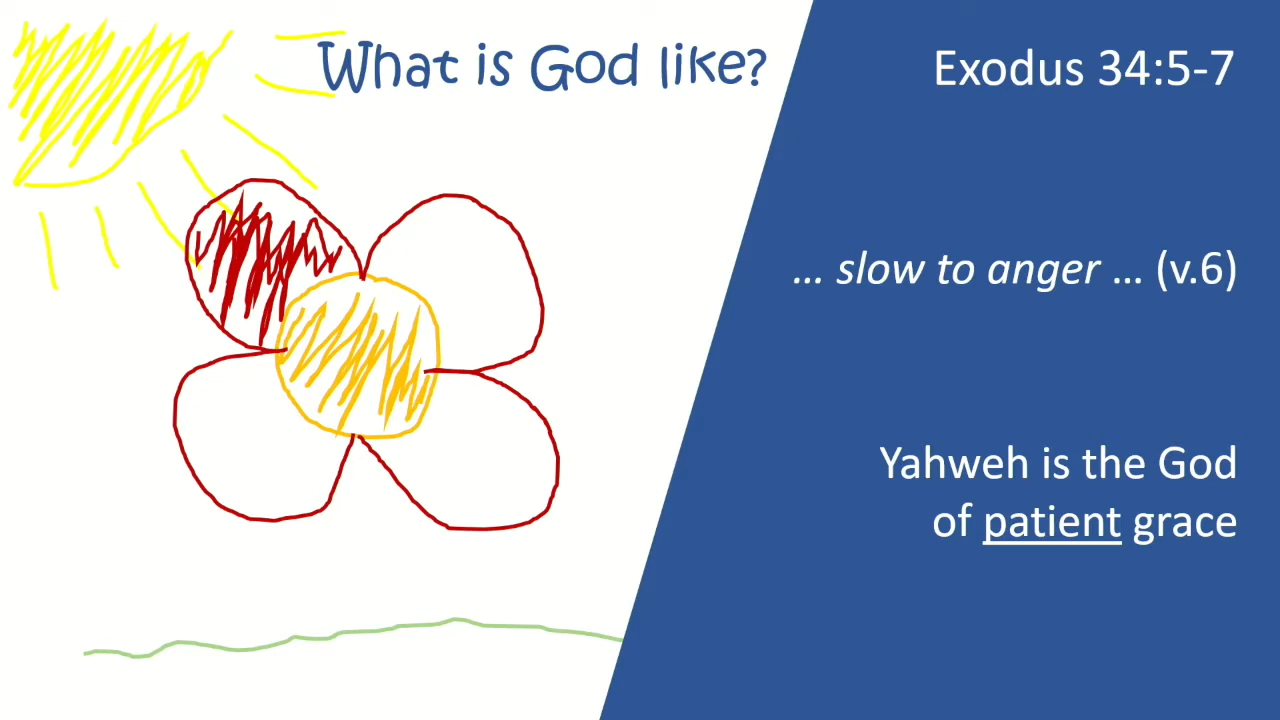 What is God like?
Exodus 34:5-7
... slow to anger ... (v.6)
Yahweh is the God
of patient grace